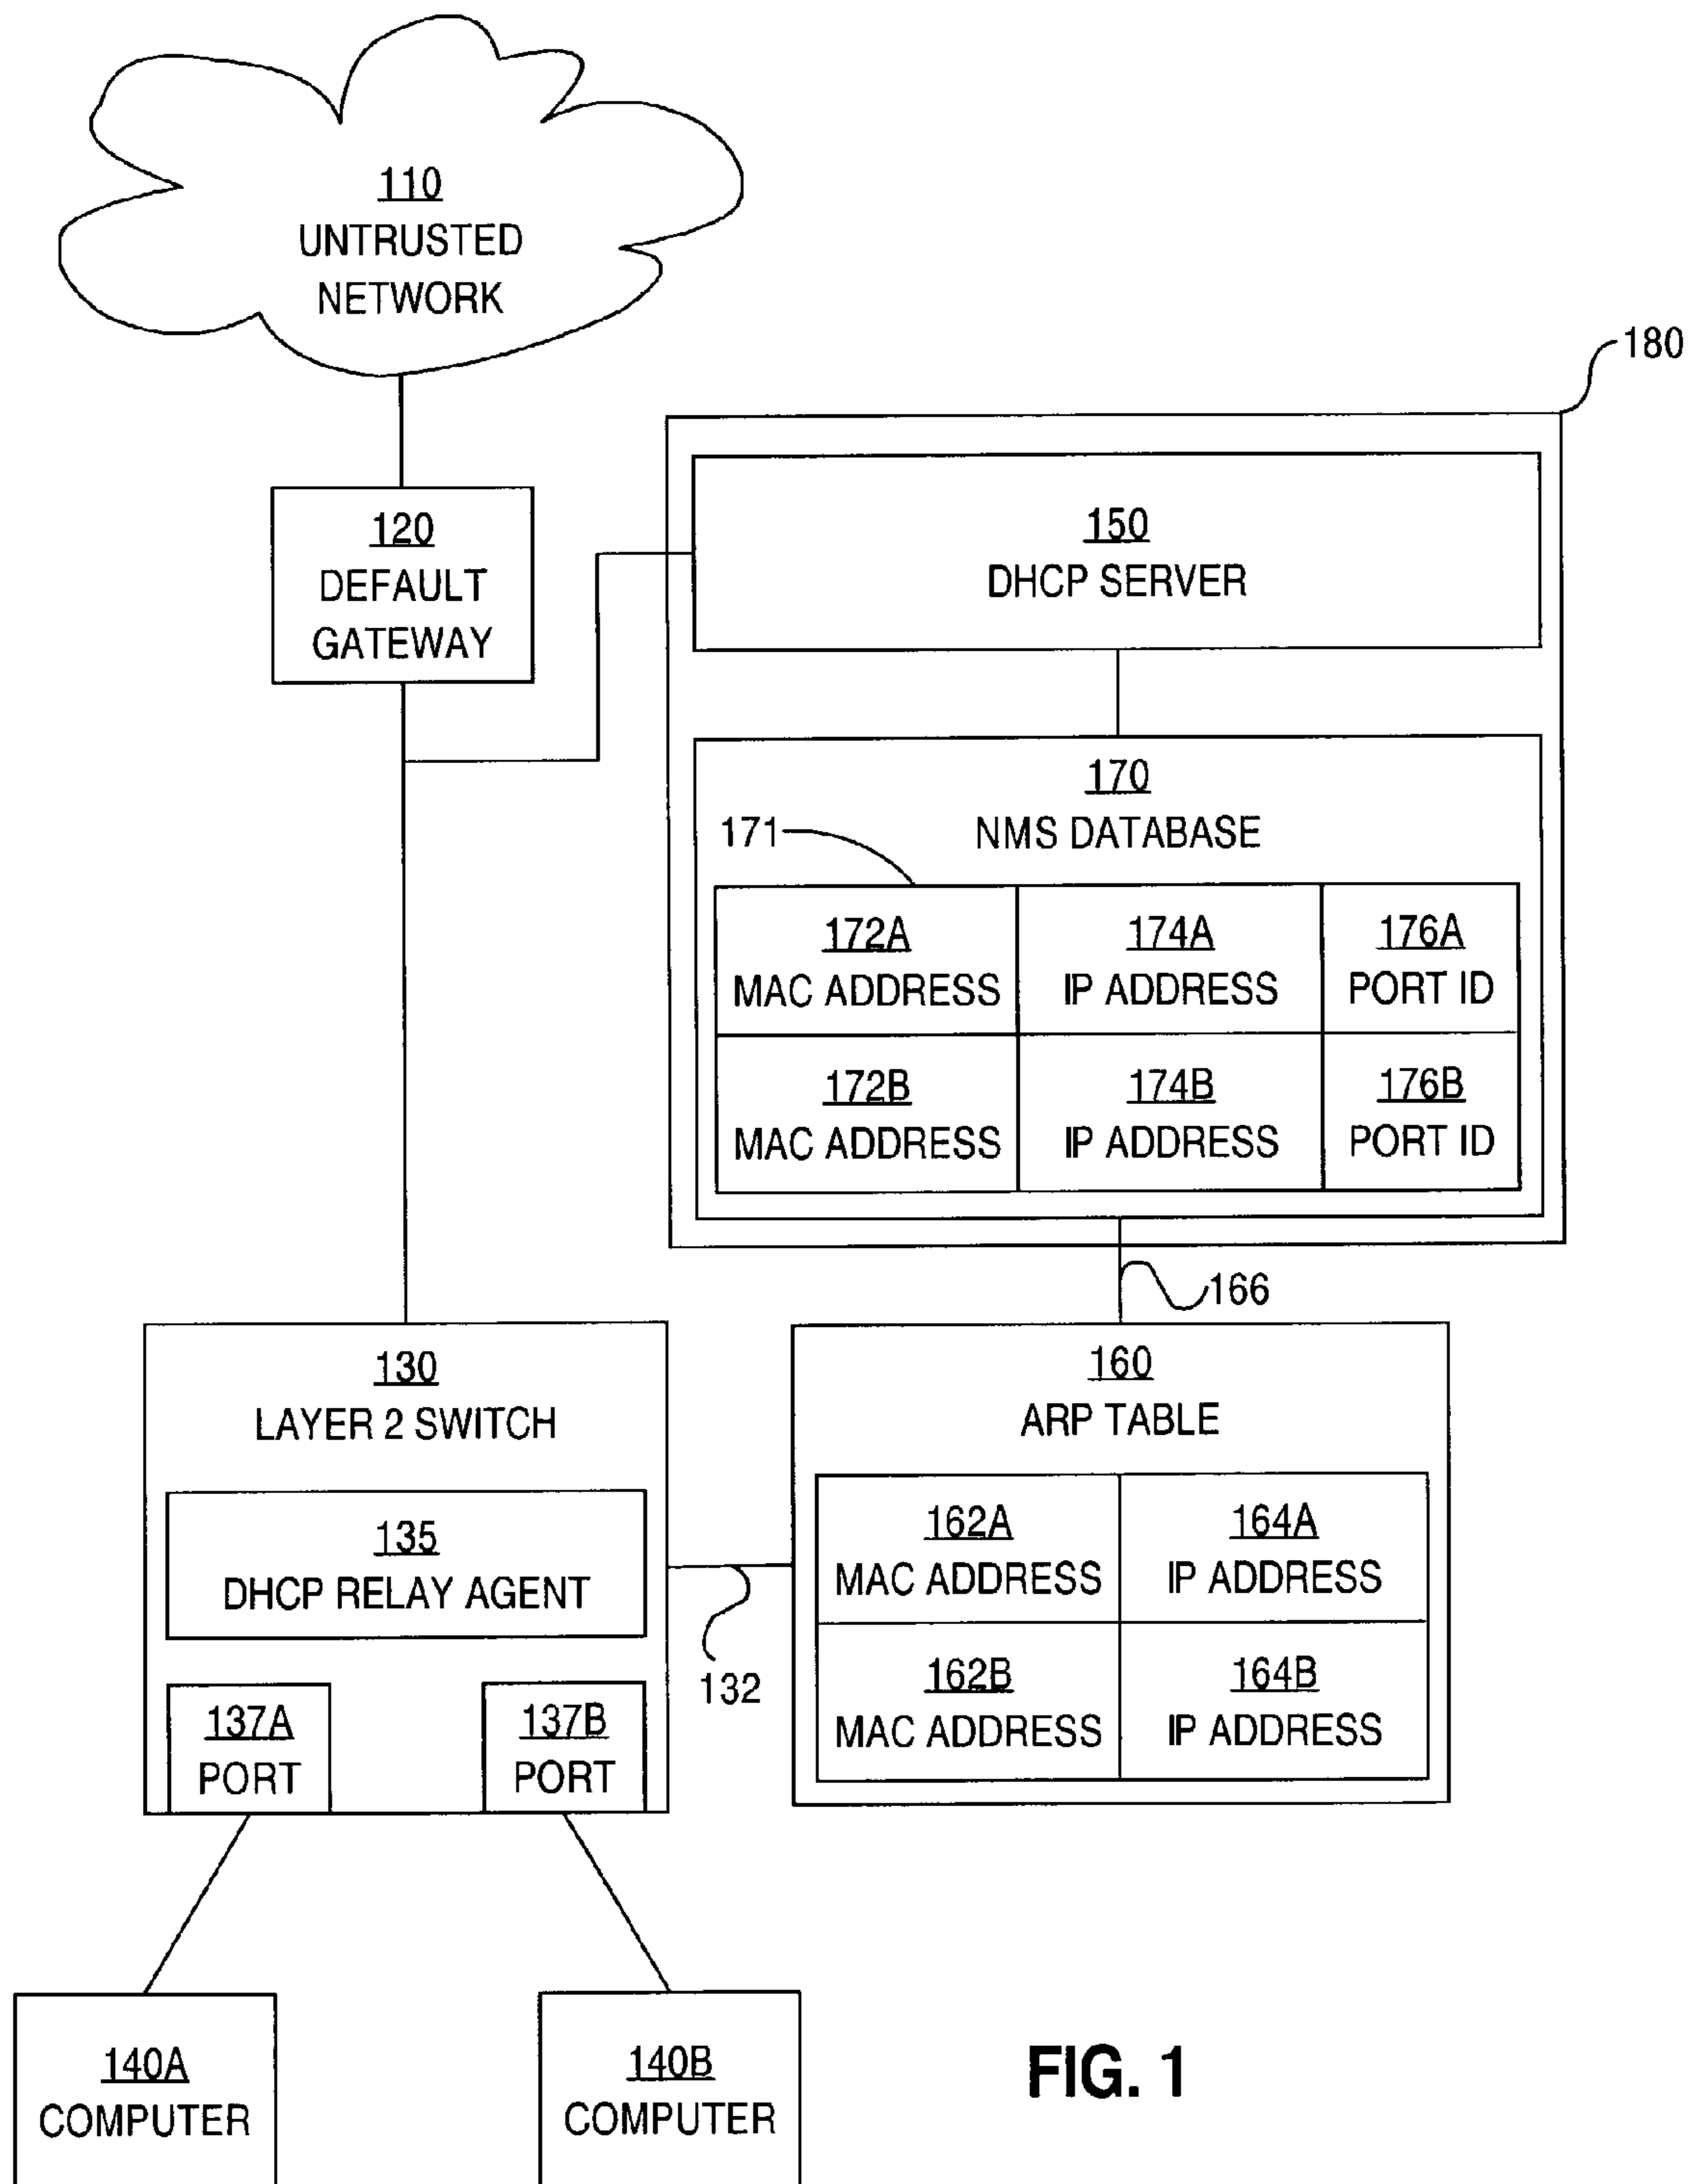 110
UNTRUSTED
NETWORK
180
120
DEFAULT
GATEWAY
150
DHCP SERVER
170
NMS DATABASE
171
172A
MAC ADDRESS
174A
IP ADDRESS
176A
PORT ID
172B
MAC ADDRESS
174B
IP ADDRESS
176B
PORT ID
166
130
LAYER 2 SWITCH
135
DHCP RELAY AGENT
137A
PORT
137B
PORT
132
160
ARP TABLE
162A
MAC ADDRESS
164A
IP ADDRESS
162B
MAC ADDRESS
164B
IP ADDRESS
140A
COMPUTER
140B
COMPUTER
FIG. 1